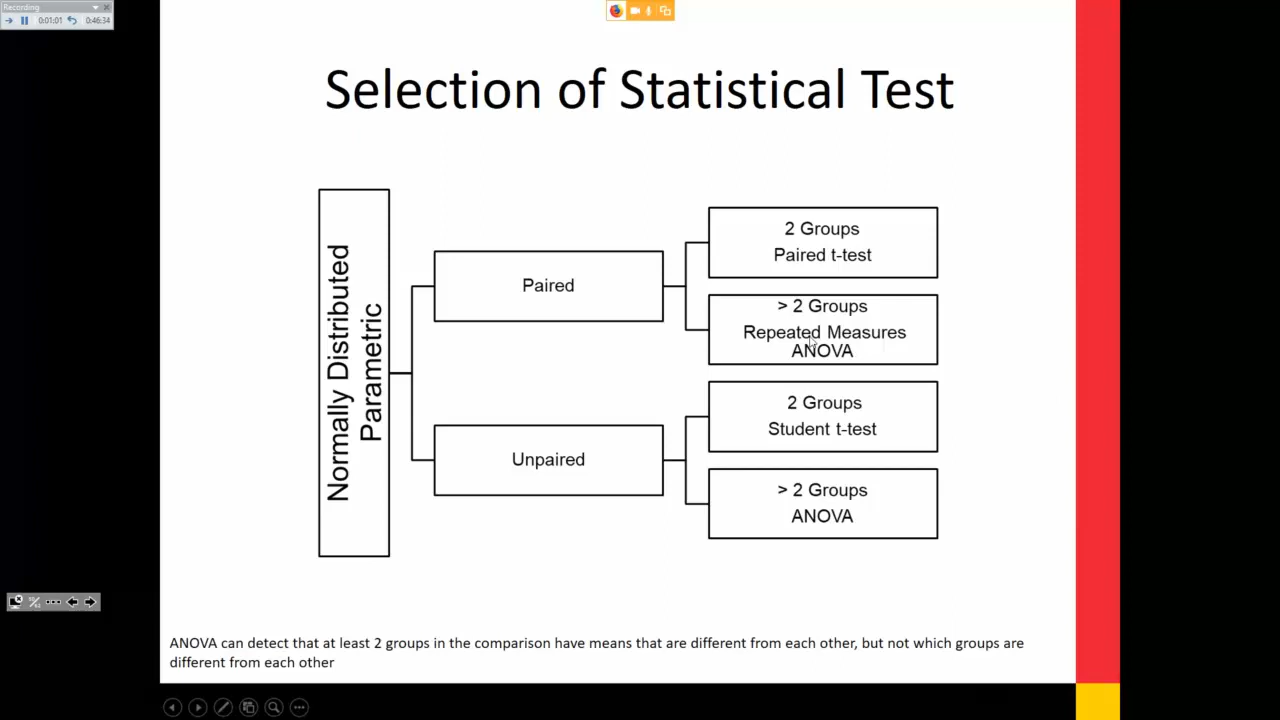 Recording
0:01:01
0:46:34
Selection of Statistical Test
Normally Distributed
Parametric
Paired
2 Groups
Paired t-test
> 2 Groups
Repeated Measures
ANOVA
Unpaired
2 Groups
Student t-test
> 2 Groups
ANOVA
ANOVA can detect that at least 2 groups in the comparison have means that are different from each other, but not which groups are
different from each other